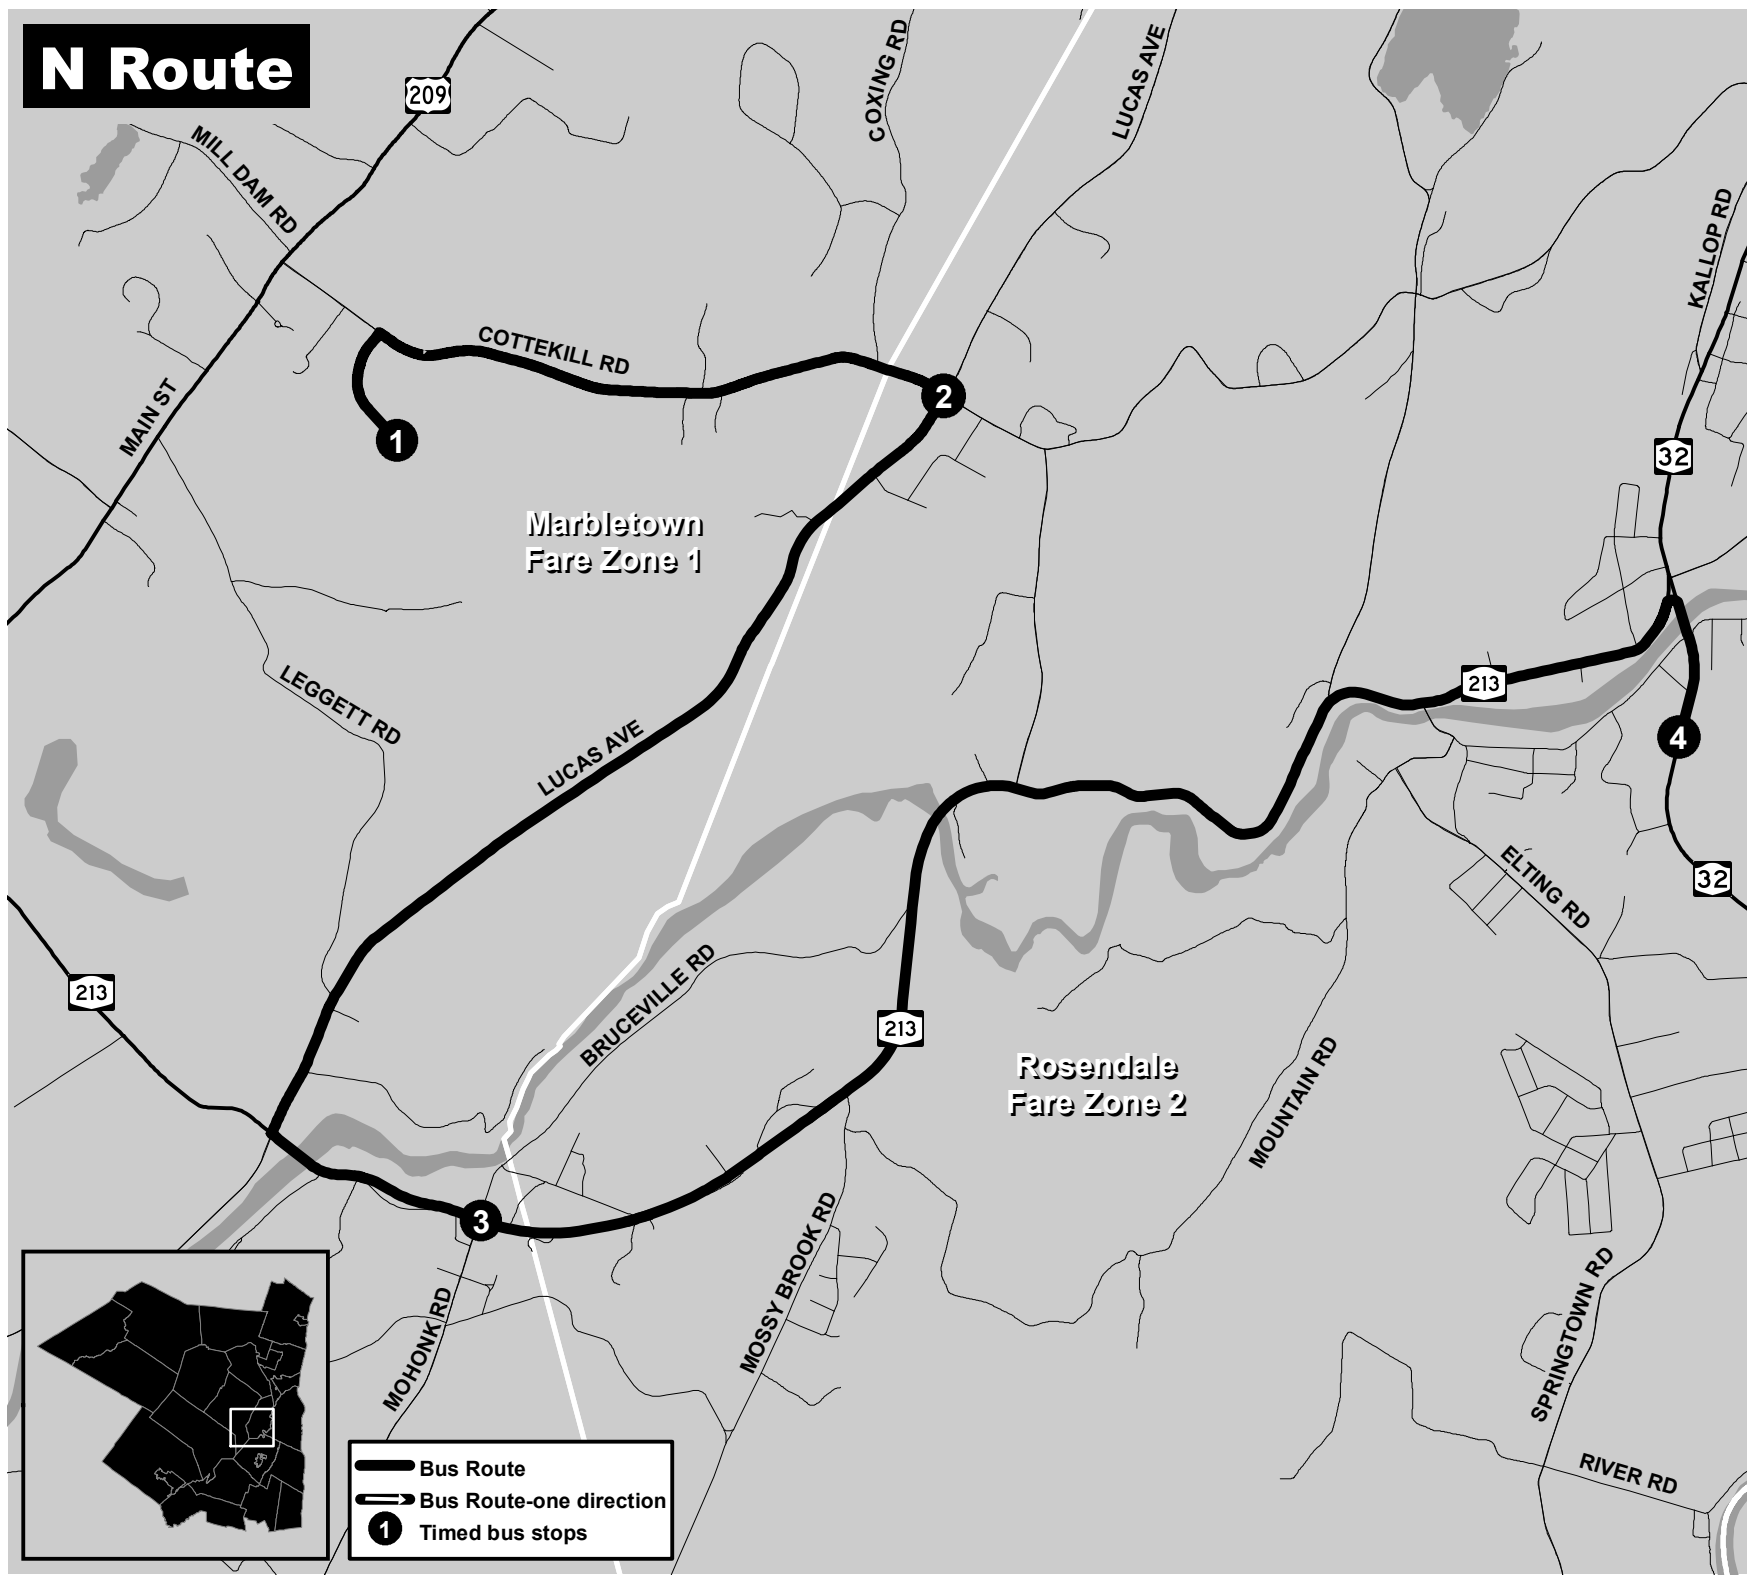 N Route
209
COXING RD
LUCAS AVE
MILL DAM RD
KALLOP RD
COTTEKILL RD
MAIN ST
2
1
32
Marbletown
Fare Zone 1
LEGGETT RD
213
LUCAS AVE
4
ELTING RD
32
213
BRUCEVILLE RD
213
Rosendale
Fare Zone 2
MOUNTAIN RD
3
MOSSY BROOK RD
MOHONK RD
SPRINGTOWN RD
RIVER RD
Bus Route
Bus Route-one direction
1 Timed bus stops